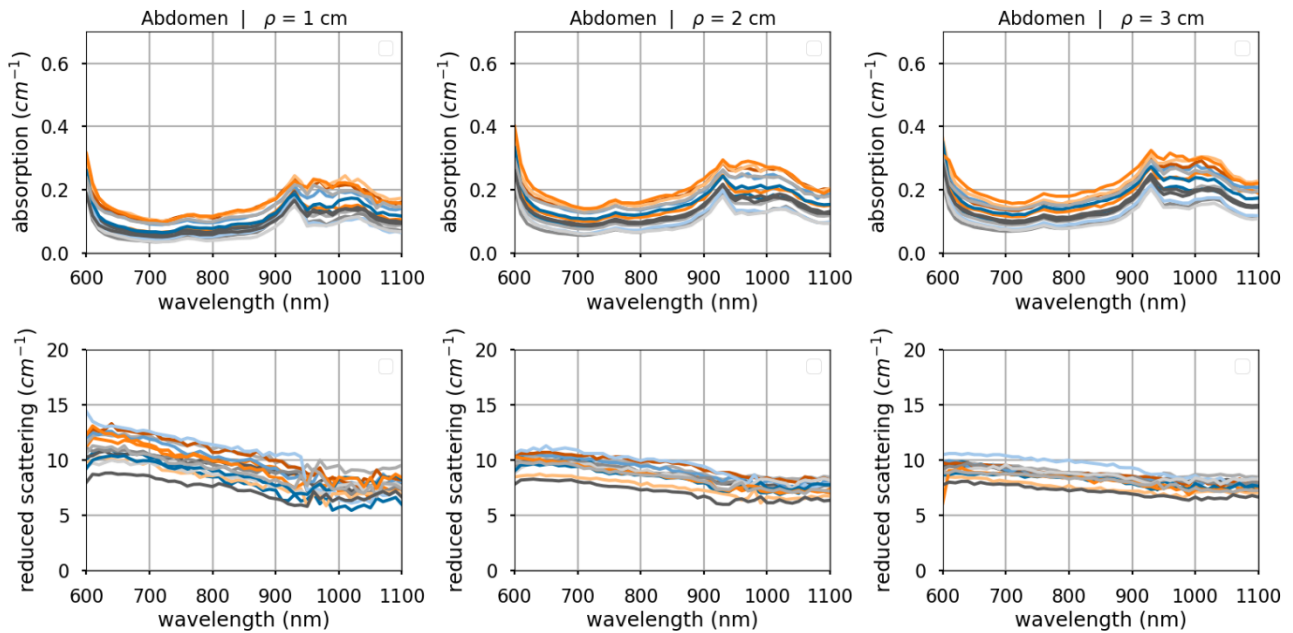 Abdomen | ρ = 1 cm
absorption (cm⁻¹)
0.6
0.4
0.2
0.0
600 700 800 900 1000 1100
wavelength (nm)
Abdomen | ρ = 2 cm
absorption (cm⁻¹)
0.6
0.4
0.2
0.0
600 700 800 900 1000 1100
wavelength (nm)
Abdomen | ρ = 3 cm
absorption (cm⁻¹)
0.6
0.4
0.2
0.0
600 700 800 900 1000 1100
wavelength (nm)
reduced scattering (cm⁻¹)
20
15
10
5
0
600 700 800 900 1000 1100
wavelength (nm)
reduced scattering (cm⁻¹)
20
15
10
5
0
600 700 800 900 1000 1100
wavelength (nm)
reduced scattering (cm⁻¹)
20
15
10
5
0
600 700 800 900 1000 1100
wavelength (nm)